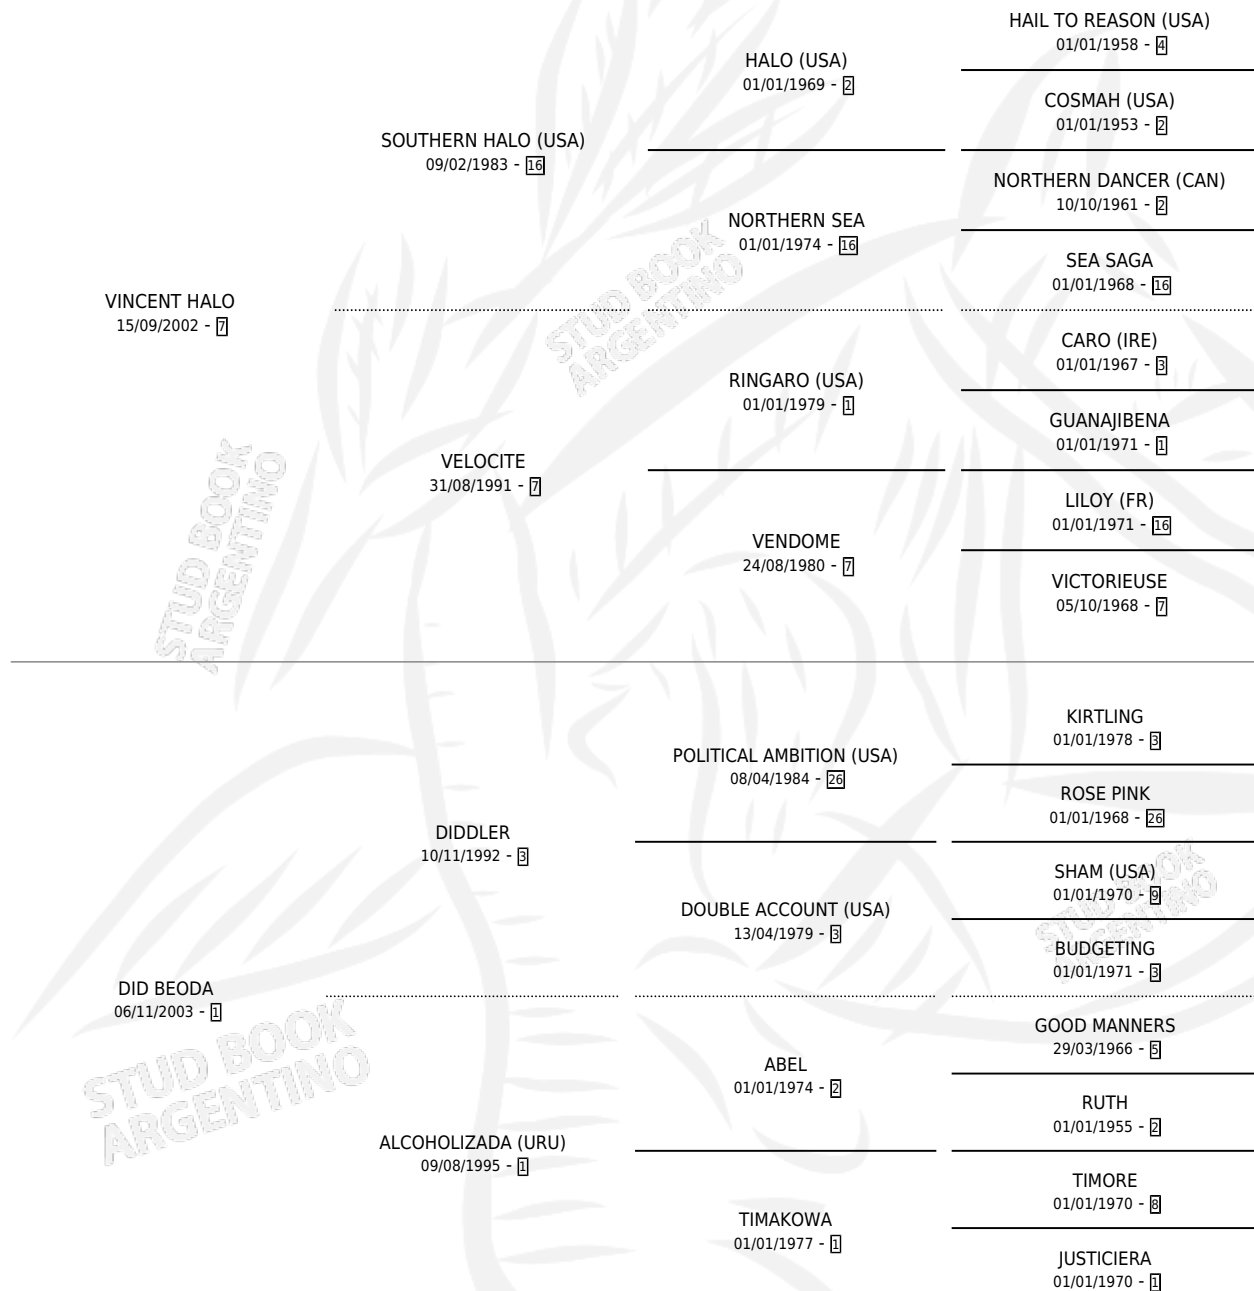 HAIL TO REASON (USA)
01/01/1958 - 4
HALO (USA)
01/01/1969 - 2
COSMAH (USA)
01/01/1953 - 2
SOUTHERN HALO (USA)
09/02/1983 - 16
NORTHERN DANCER (CAN)
10/10/1961 - 2
NORTHERN SEA
01/01/1974 - 16
SEA SAGA
01/01/1968 - 16
VINCENT HALO
15/09/2002 - 7
CARO (IRE)
01/01/1967 - 3
RINGARO (USA)
01/01/1979 - 1
GUANAJIBENA
01/01/1971 - 1
VELOCITE
31/08/1991 - 7
LILOY (FR)
01/01/1971 - 16
VENDOME
24/08/1980 - 7
VICTORIEUSE
05/10/1968 - 7
KIRTLING
01/01/1978 - 3
POLITICAL AMBITION (USA)
08/04/1984 - 26
ROSE PINK
01/01/1968 - 26
DIDDLER
10/11/1992 - 3
SHAM (USA)
01/01/1970 - 9
DOUBLE ACCOUNT (USA)
13/04/1979 - 3
BUDGETING
01/01/1971 - 3
DID BEODA
06/11/2003 - 1
GOOD MANNERS
29/03/1966 - 5
ABEL
01/01/1974 - 2
RUTH
01/01/1955 - 2
ALCOHOLIZADA (URU)
09/08/1995 - 1
TIMORE
01/01/1970 - 8
TIMAKOWA
01/01/1977 - 1
JUSTICIERA
01/01/1970 - 1
STUD BOOK
ARGENTINO
STUD BOOK
ARGENTINO
STUD BOOK
ARGENTINO
STUD BOOK
ARGENTINO